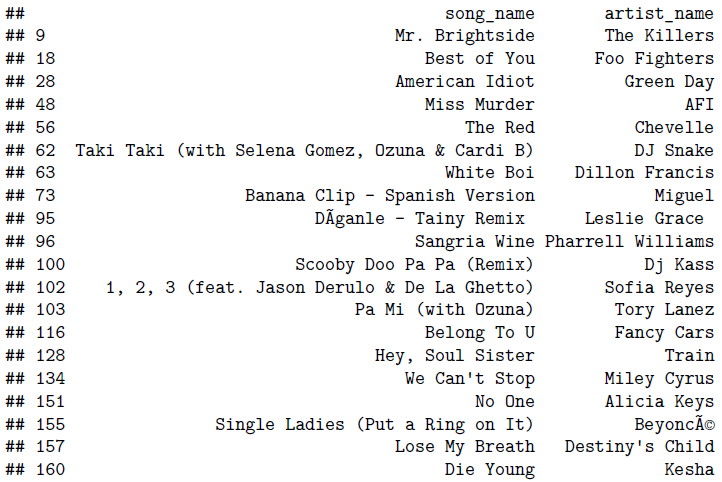 ## song_name artist_name
## 9 Mr. Brightside The Killers
## 18 Best of You Foo Fighters
## 28 American Idiot Green Day
## 48 Miss Murder AFI
## 56 The Red Chevelle
## 62 Taki Taki (with Selena Gomez, Ozuna & Cardi B) DJ Snake
## 63 White Boi Dillon Francis
## 73 Banana Clip - Spanish Version Miguel
## 95 DÃganle - Tainy Remix Leslie Grace
## 96 Sangria Wine Pharrell Williams
## 100 Scooby Doo Pa Pa (Remix) Dj Kass
## 102 1, 2, 3 (feat. Jason Derulo & De La Ghetto) Sofia Reyes
## 103 Pa Mi (with Ozuna) Tory Lanez
## 116 Belong To U Fancy Cars
## 128 Hey, Soul Sister Train
## 134 We Can't Stop Miley Cyrus
## 151 No One Alicia Keys
## 155 Single Ladies (Put a Ring on It) BeyoncÃ©
## 157 Lose My Breath Destiny's Child
## 160 Die Young Kesha